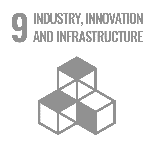 9 INDUSTRY, INNOVATION
AND INFRASTRUCTURE